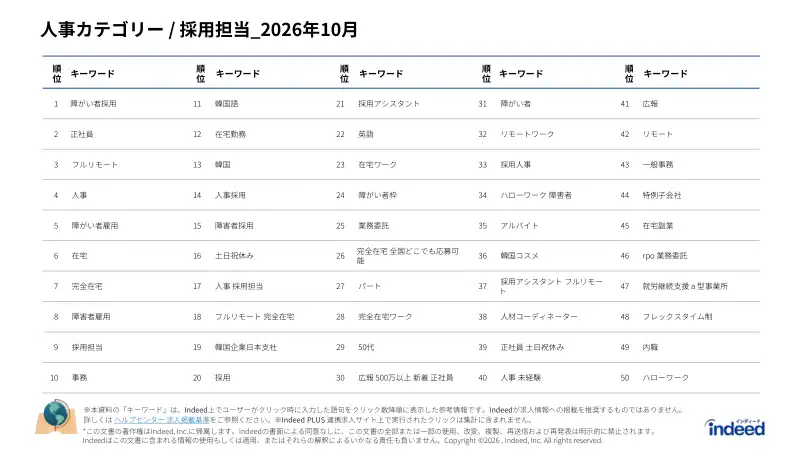 人事カテゴリー / 採用担当_2026年10月
順位 キーワード 順位 キーワード 順位 キーワード 順位 キーワード 順位 キーワード
1 障がい者採用 11 韓国語 21 採用アシスタント 31 障がい者 41 広報
2 正社員 12 在宅勤務 22 英語 32 リモートワーク 42 リモート
3 フルリモート 13 韓国 23 在宅ワーク 33 採用人事 43 一般事務
4 人事 14 人事採用 24 障がい者枠 34 ハローワーク 障害者 44 特例子会社
5 障がい者雇用 15 障害者採用 25 業務委託 35 アルバイト 45 在宅副業
6 在宅 16 土日祝休み 26 完全在宅 全国どこでも応募可能 36 韓国コスメ 46 rpo 業務委託
7 完全在宅 17 人事 採用担当 27 パート 37 採用アシスタント フルリモート 47 就労継続支援 a 型事業所
8 障害者雇用 18 フルリモート 完全在宅 28 完全在宅ワーク 38 人材コーディネーター 48 フレックスタイム制
9 採用担当 19 韓国企業日本支社 29 50代 39 正社員 土日祝休み 49 内職
10 事務 20 採用 30 広報 500万以上 新着 正社員 40 人事 未経験 50 ハローワーク
※本資料の「キーワード」は、Indeed上でユーザーがクリック時に入力した語句をクリック数降順に表示した参考情報です。Indeedが求人情報への掲載を推奨するものではありません。
詳しくは ヘルプセンター 求人掲載基準をご参照ください。※Indeed PLUS 連携求人サイト上で実行されたクリックは集計に含まれません。
*この文書の著作権はIndeed,Inc.に帰属します。Indeedの書面による同意なしに、この文書の全部または一部の使用、改変、複製、再送信および再発表は明示的に禁止されます。
Indeedはこの文書に含まれる情報の使用もしくは適用、またはそれらの解釈によるいかなる責任も負いません。Copyright ©2026 , Indeed, Inc. All rights reserved.
インディード
indeed